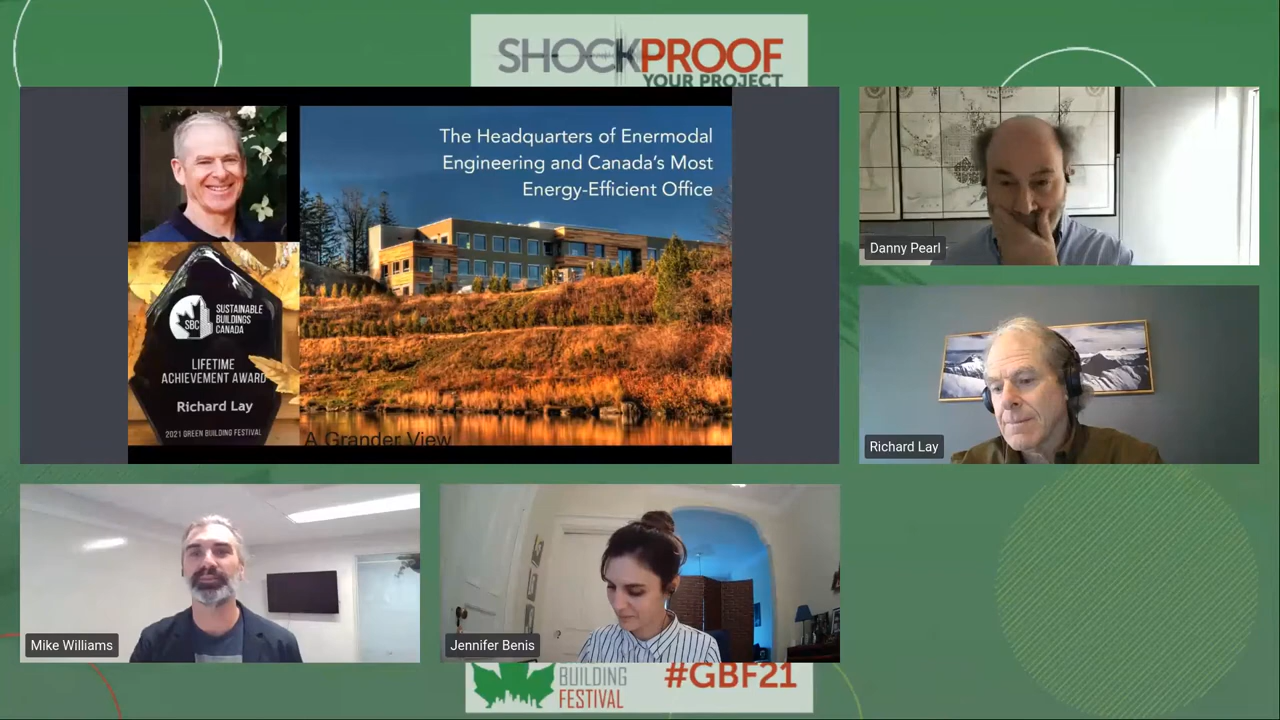 SHOCKPROOF
YOUR PROJECT
The Headquarters of Enermodal
Engineering and Canada's Most
Energy-Efficient Office
SBC
SUSTAINABLE
BUILDINGS
CANADA
LIFETIME
ACHIEVEMENT AWARD
Richard Lay
2021 GREEN BUILDING FESTIVAL
A Grander View
Danny Pearl
Richard Lay
Mike Williams
Jennifer Benis
BUILDING
FESTIVAL
#GBF21